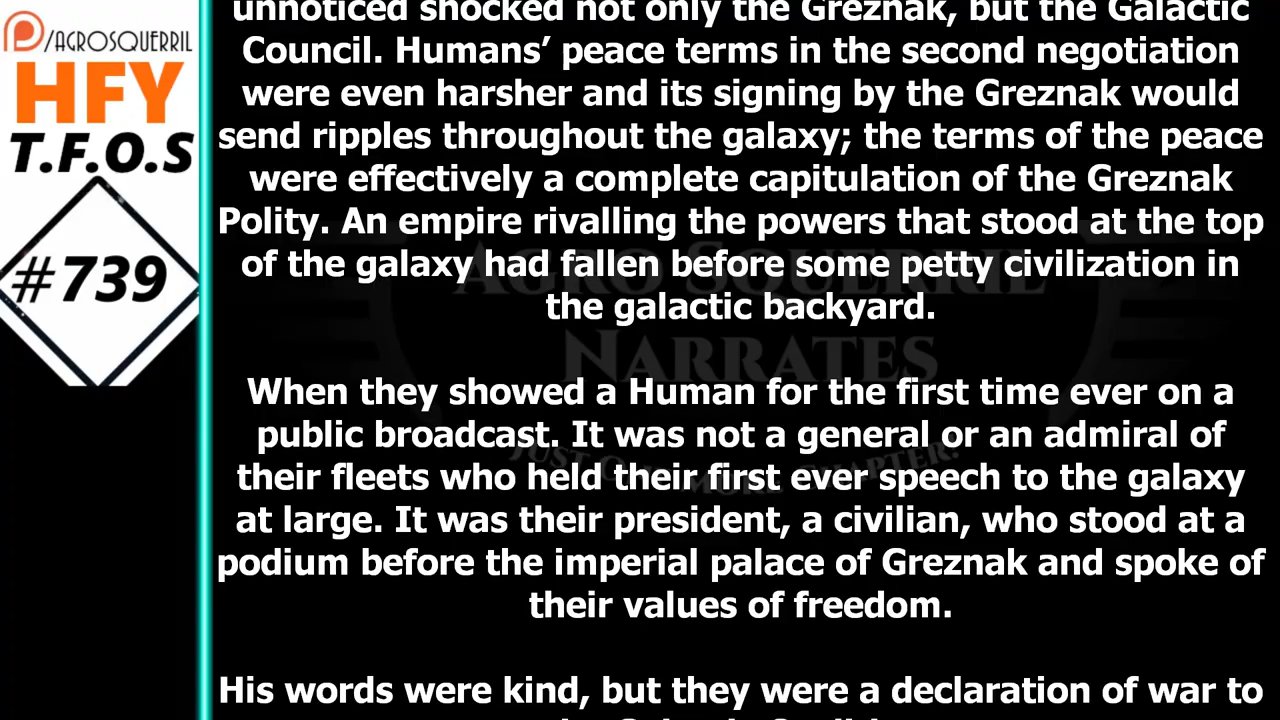 /AGROSQUERRIL
HFY
T.F.O.S
#739
unnoticed shocked not only the Greznak, but the Galactic
Council. Humans’ peace terms in the second negotiation
were even harsher and its signing by the Greznak would
send ripples throughout the galaxy; the terms of the peace
were effectively a complete capitulation of the Greznak
Polity. An empire rivalling the powers that stood at the top
of the galaxy had fallen before some petty civilization in
the galactic backyard.
When they showed a Human for the first time ever on a
public broadcast. It was not a general or an admiral of
their fleets who held their first ever speech to the galaxy
at large. It was their president, a civilian, who stood at a
podium before the imperial palace of Greznak and spoke of
their values of freedom.
His words were kind, but they were a declaration of war to
AGRO SQUERRIL
NARRATES
JUST ONE MORE CHAPTER!